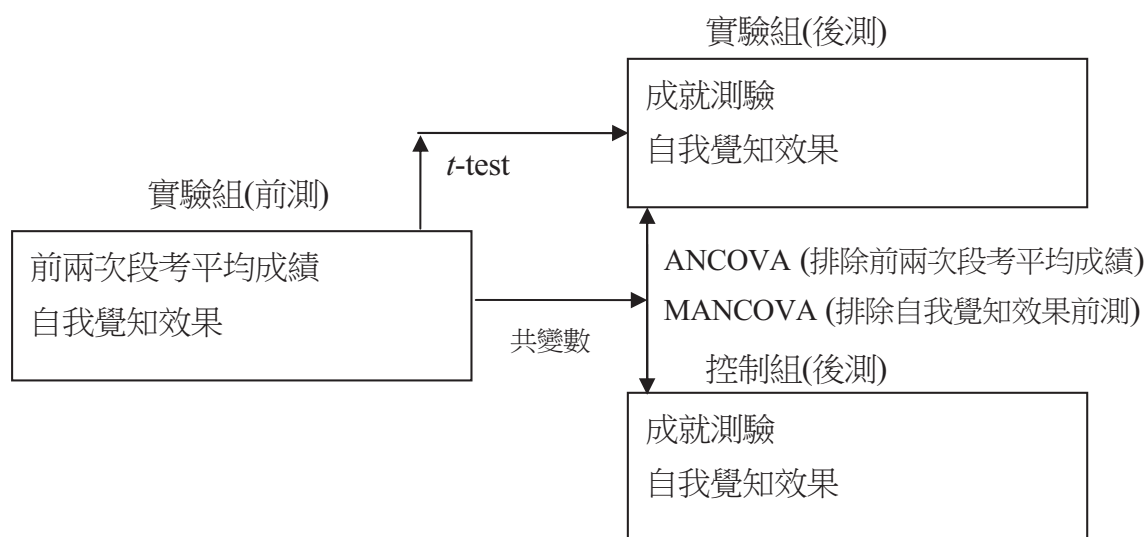 實驗組(後測)
成就測驗
自我覺知效果
t-test
實驗組(前測)
前兩次段考平均成績
自我覺知效果
共變數
ANCOVA (排除前兩次段考平均成績)
MANCOVA (排除自我覺知效果前測)
控制組(後測)
成就測驗
自我覺知效果